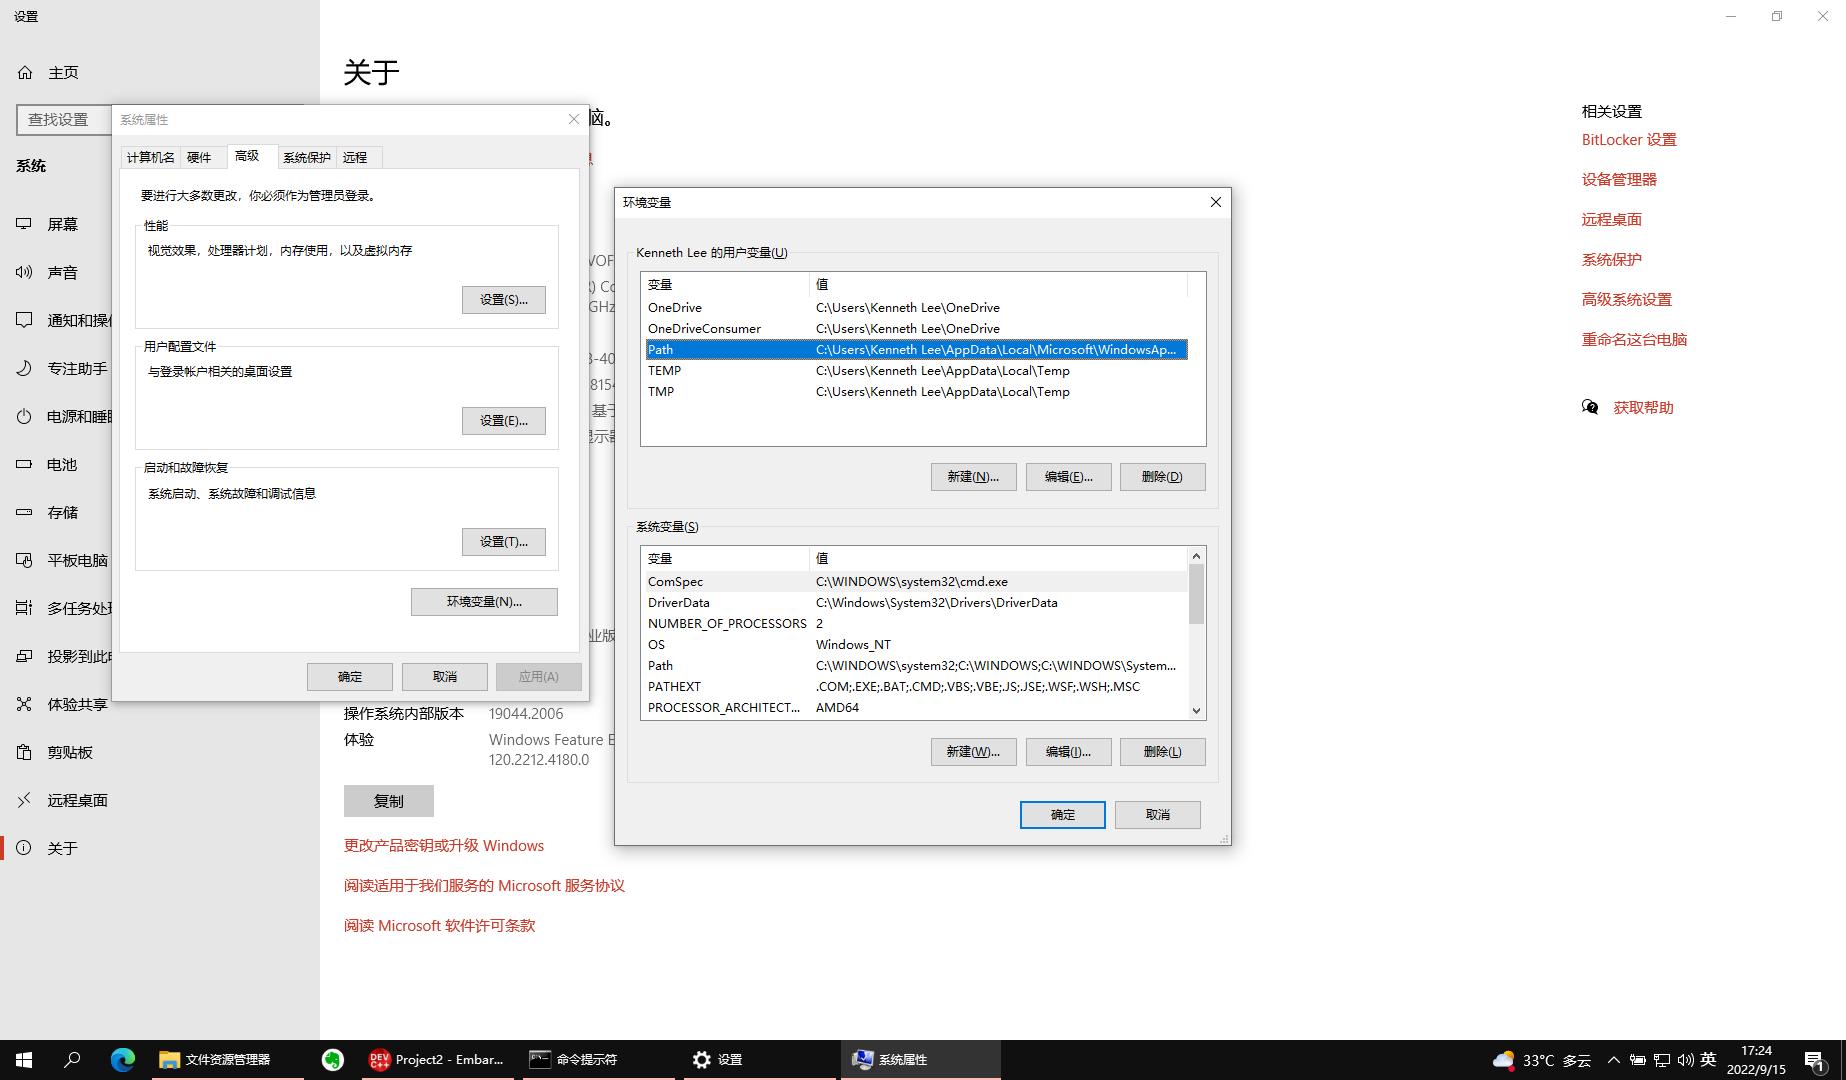 设置
主页
查找设置
系统
屏幕
声音
通知和操
专注助手
电源和睡
电池
存储
平板电脑
多任务处
投影到此
体验共享
剪贴板
远程桌面
关于
关于
脑。
系统属性
计算机名 硬件 高级 系统保护 远程
要进行大多数更改，你必须作为管理员登录。
性能
视觉效果，处理器计划，内存使用，以及虚拟内存
设置(S)...
用户配置文件
与登录帐户相关的桌面设置
设置(E)...
启动和故障恢复
系统启动、系统故障和调试信息
设置(T)...
环境变量(N)...
确定 取消 应用(A)
操作系统内部版本 19044.2006
体验 Windows Feature E
120.2212.4180.0
复制
更改产品密钥或升级 Windows
阅读适用于我们服务的 Microsoft 服务协议
阅读 Microsoft 软件许可条款
环境变量
Kenneth Lee 的用户变量(U)
变量 值
OneDrive C:\Users\Kenneth Lee\OneDrive
OneDriveConsumer C:\Users\Kenneth Lee\OneDrive
Path C:\Users\Kenneth Lee\AppData\Local\Microsoft\WindowsAp...
TEMP C:\Users\Kenneth Lee\AppData\Local\Temp
TMP C:\Users\Kenneth Lee\AppData\Local\Temp
新建(N)... 编辑(E)... 删除(D)
系统变量(S)
变量 值
ComSpec C:\WINDOWS\system32\cmd.exe
DriverData C:\Windows\System32\Drivers\DriverData
NUMBER_OF_PROCESSORS 2
OS Windows_NT
Path C:\WINDOWS\system32;C:\WINDOWS;C:\WINDOWS\System...
PATHEXT .COM;.EXE;.BAT;.CMD;.VBS;.VBE;.JS;.JSE;.WSF;.WSH;.MSC
PROCESSOR_ARCHITECT... AMD64
新建(W)... 编辑(I)... 删除(L)
确定 取消
相关设置
BitLocker 设置
设备管理器
远程桌面
系统保护
高级系统设置
重命名这台电脑
获取帮助
文件资源管理器 DEV C++ Project2 - Embar... 命令提示符 设置 系统属性 33°C 多云 英 17:24
2022/9/15 1